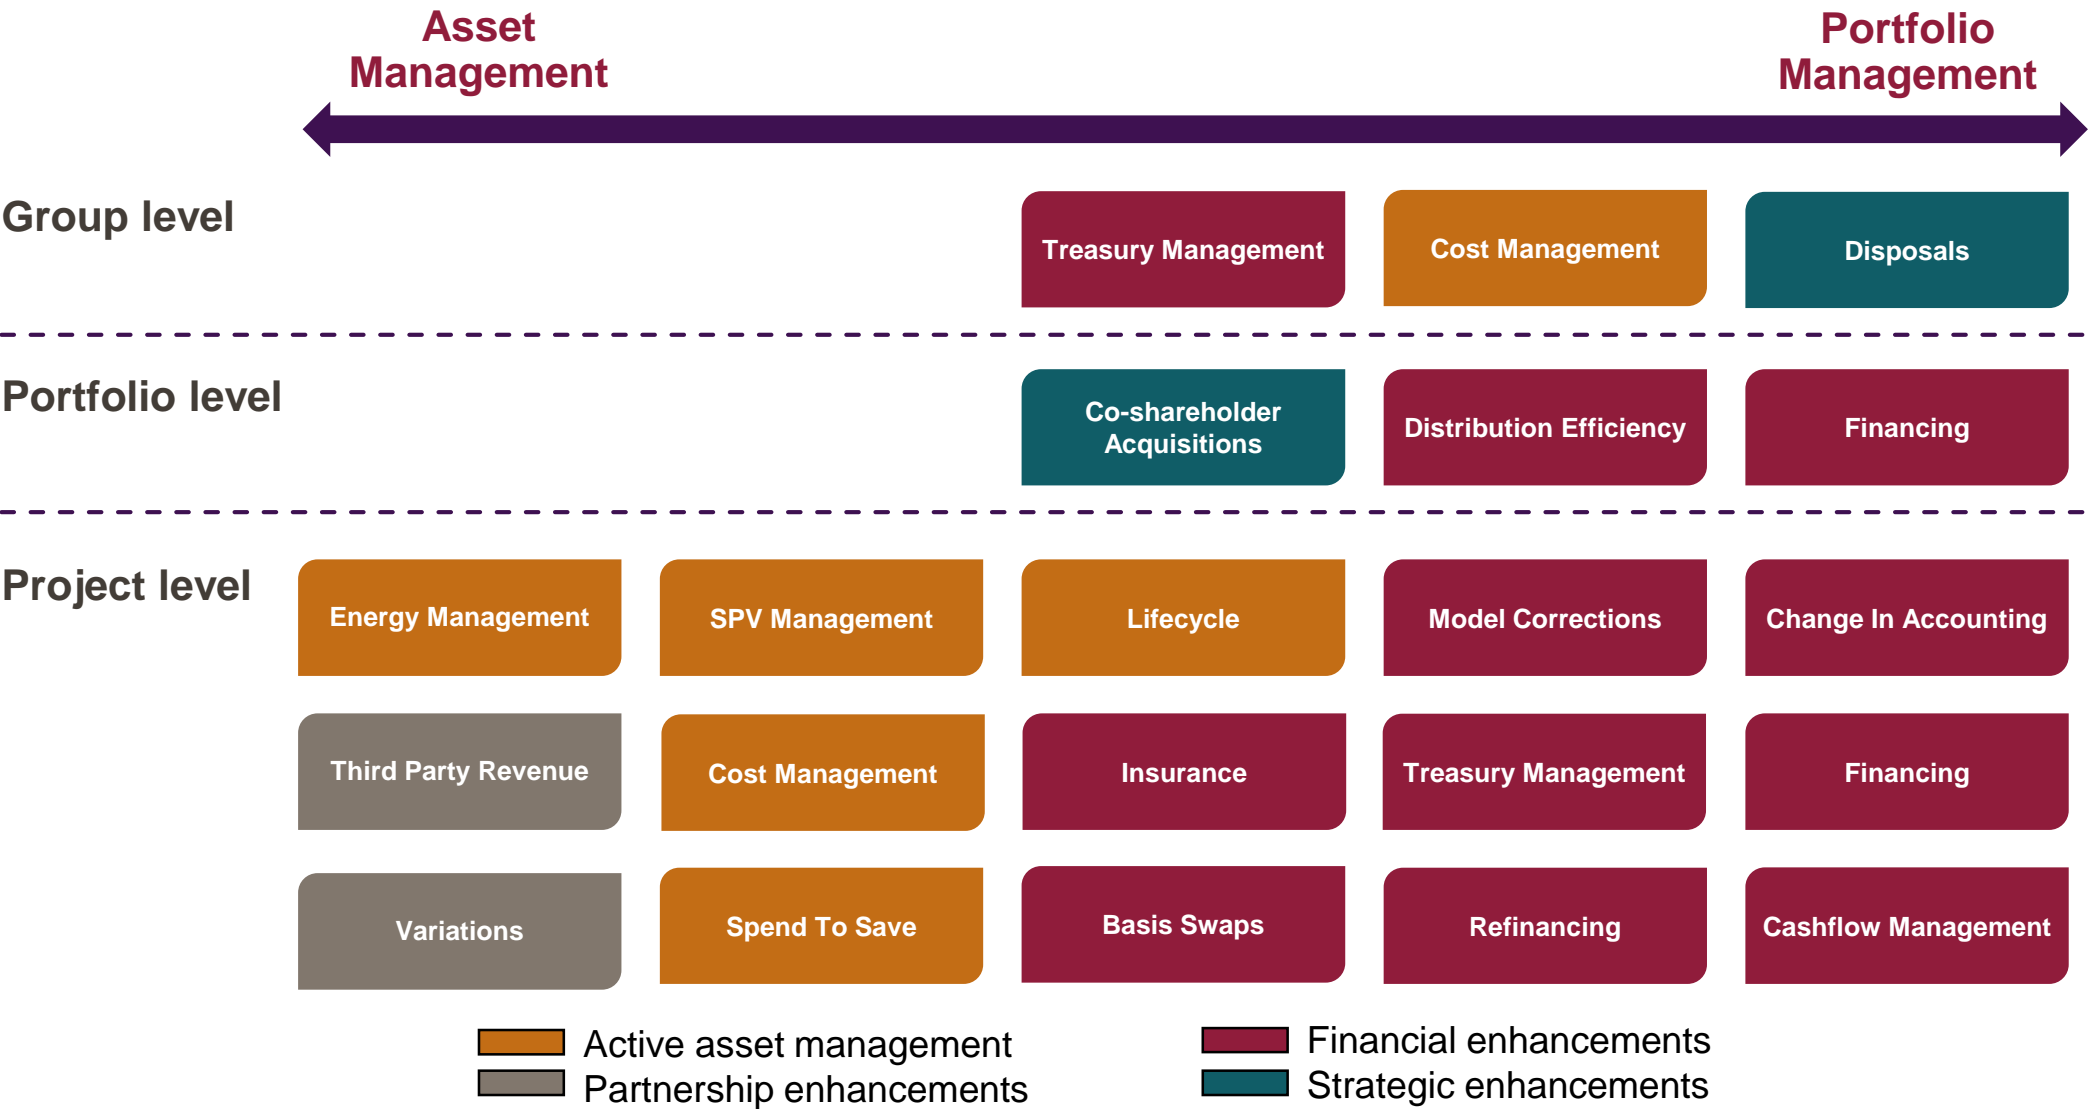 Asset
Management
Portfolio
Management
Group level
Treasury Management
Cost Management
Disposals
Portfolio level
Co-shareholder
Acquisitions
Distribution Efficiency
Financing
Project level
Energy Management
SPV Management
Lifecycle
Model Corrections
Change In Accounting
Third Party Revenue
Cost Management
Insurance
Treasury Management
Financing
Variations
Spend To Save
Basis Swaps
Refinancing
Cashflow Management
Active asset management
Partnership enhancements
Financial enhancements
Strategic enhancements